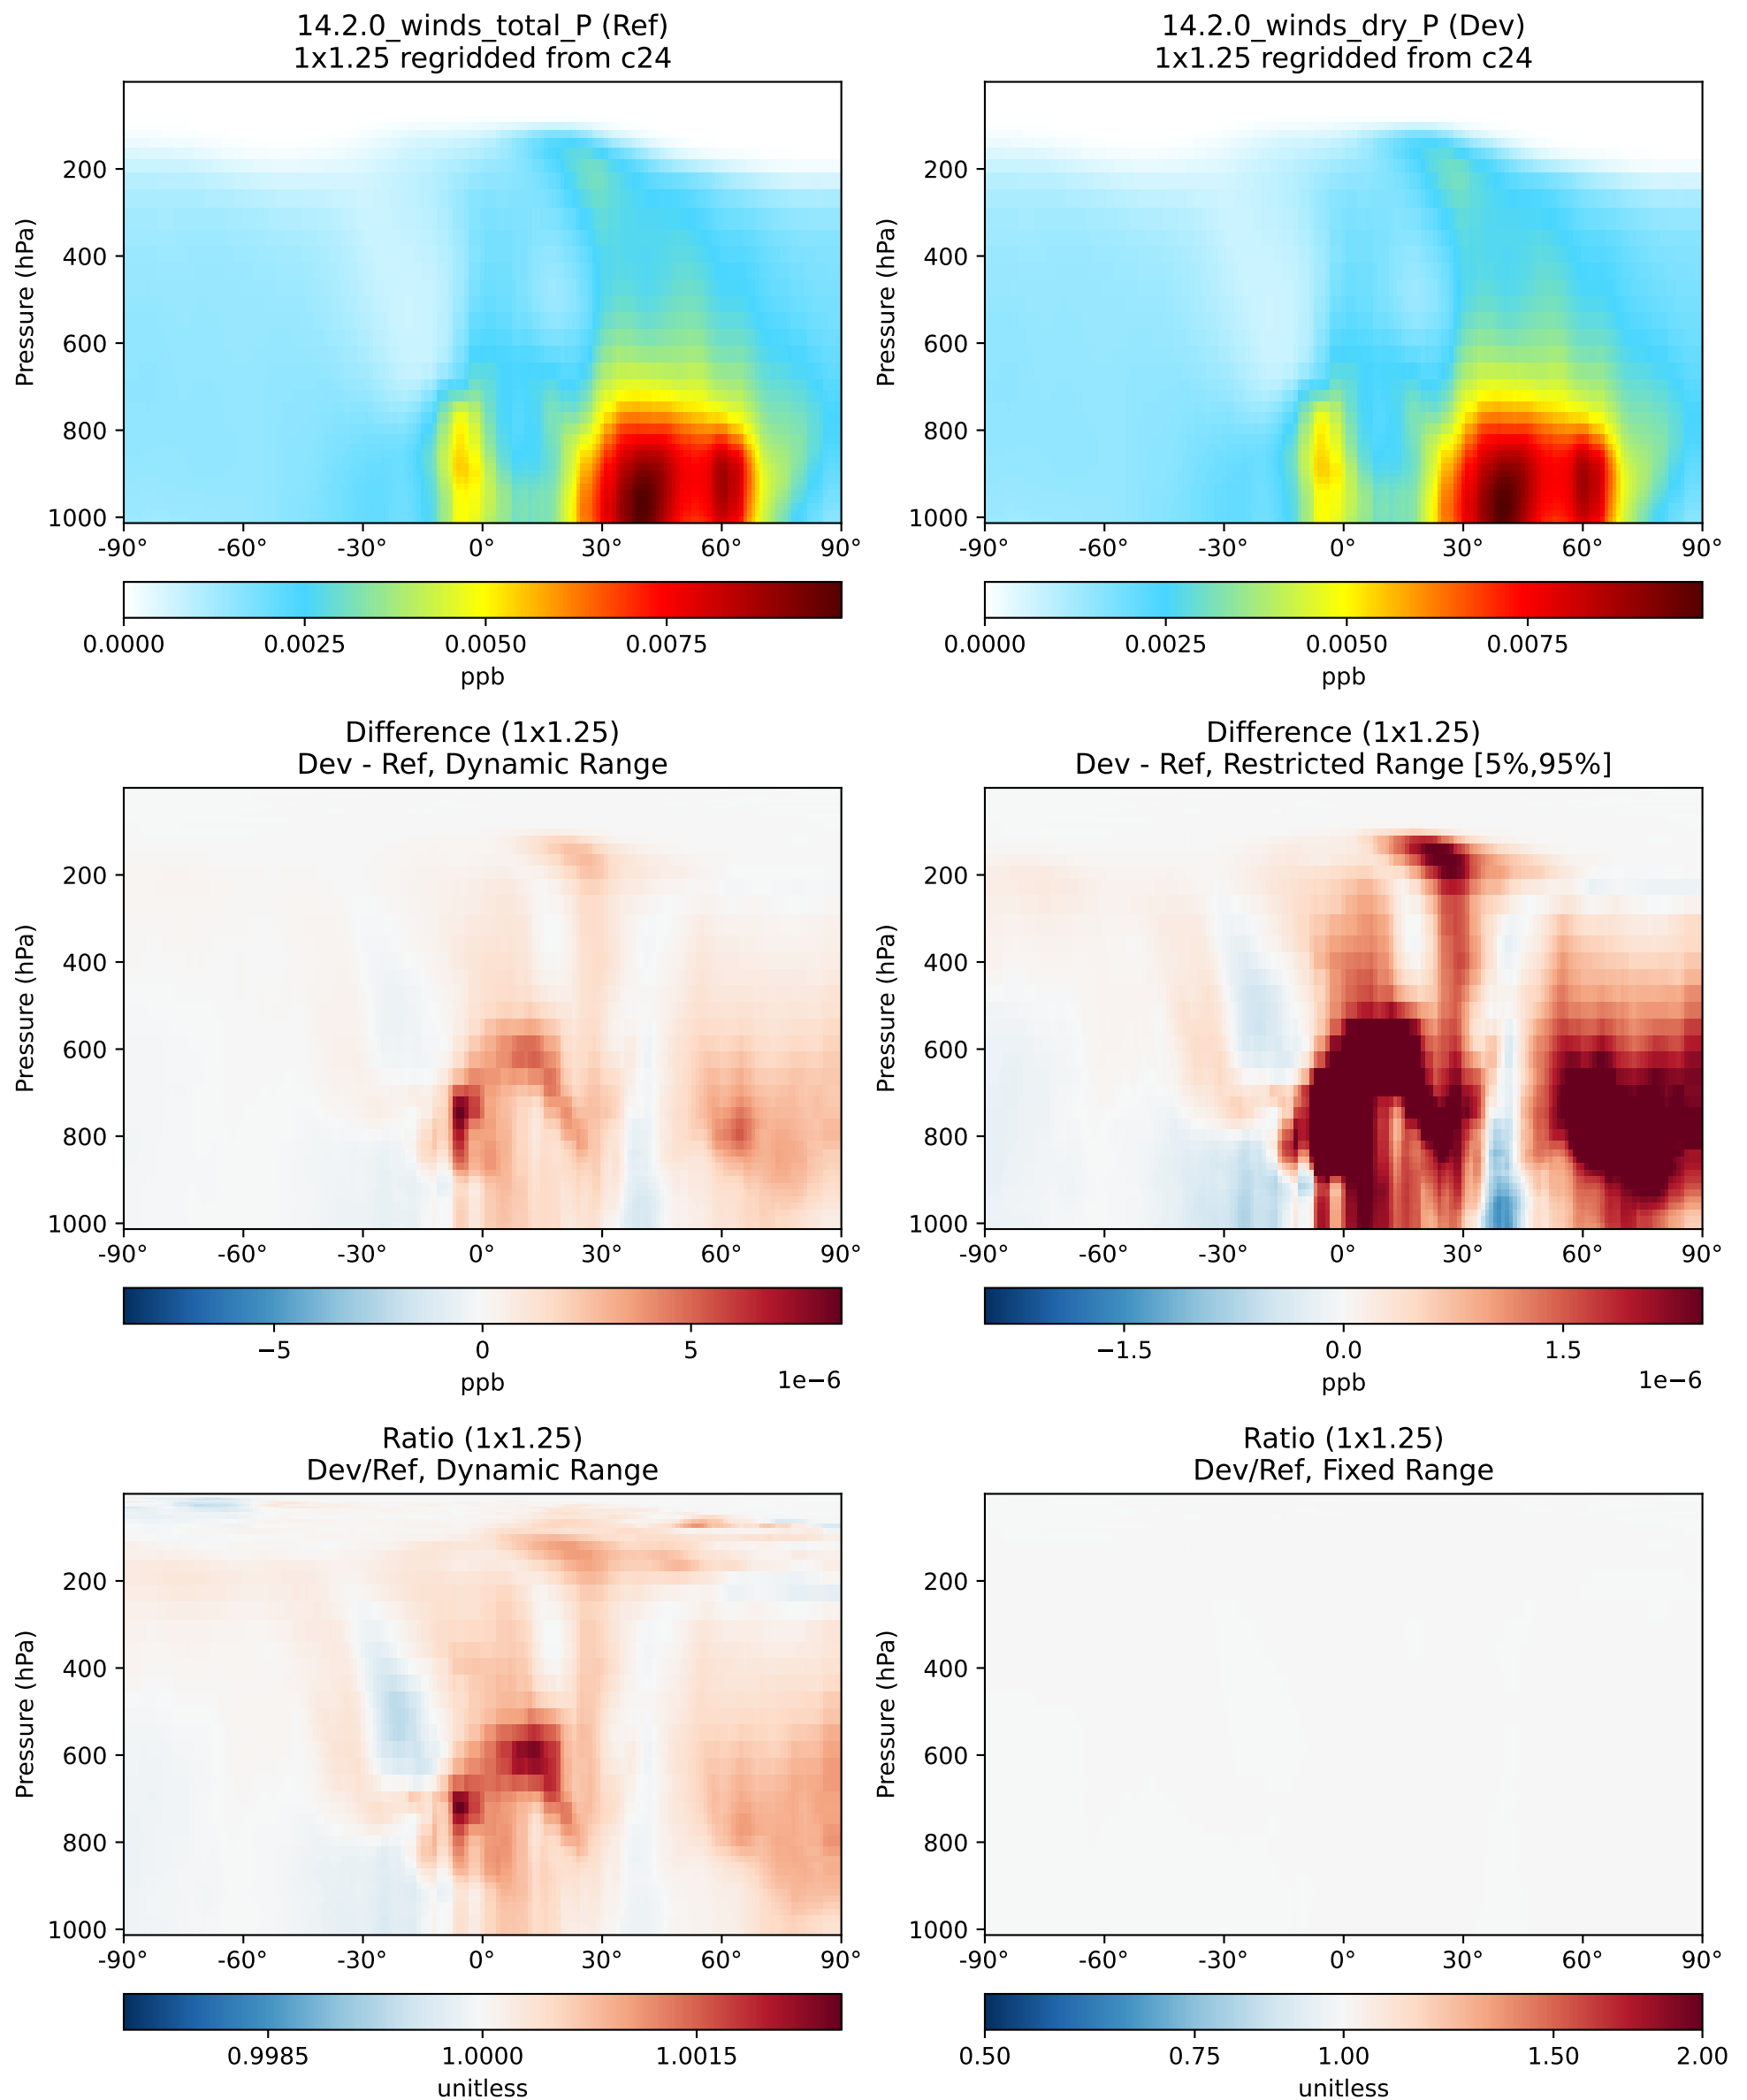 14.2.0_winds_total_P (Ref)
1x1.25 regridded from c24
14.2.0_winds_dry_P (Dev)
1x1.25 regridded from c24
Pressure (hPa)
200
400
600
800
1000
-90° -60° -30° 0° 30° 60° 90°
0.0000 0.0025 0.0050 0.0075
ppb
Pressure (hPa)
200
400
600
800
1000
-90° -60° -30° 0° 30° 60° 90°
0.0000 0.0025 0.0050 0.0075
ppb
Difference (1x1.25)
Dev - Ref, Dynamic Range
Pressure (hPa)
200
400
600
800
1000
-90° -60° -30° 0° 30° 60° 90°
−5 0 5
ppb 1e−6
Difference (1x1.25)
Dev - Ref, Restricted Range [5%,95%]
Pressure (hPa)
200
400
600
800
1000
-90° -60° -30° 0° 30° 60° 90°
−1.5 0.0 1.5
ppb 1e−6
Ratio (1x1.25)
Dev/Ref, Dynamic Range
Pressure (hPa)
200
400
600
800
1000
-90° -60° -30° 0° 30° 60° 90°
0.9985 1.0000 1.0015
unitless
Ratio (1x1.25)
Dev/Ref, Fixed Range
Pressure (hPa)
200
400
600
800
1000
-90° -60° -30° 0° 30° 60° 90°
0.50 0.75 1.00 1.50 2.00
unitless